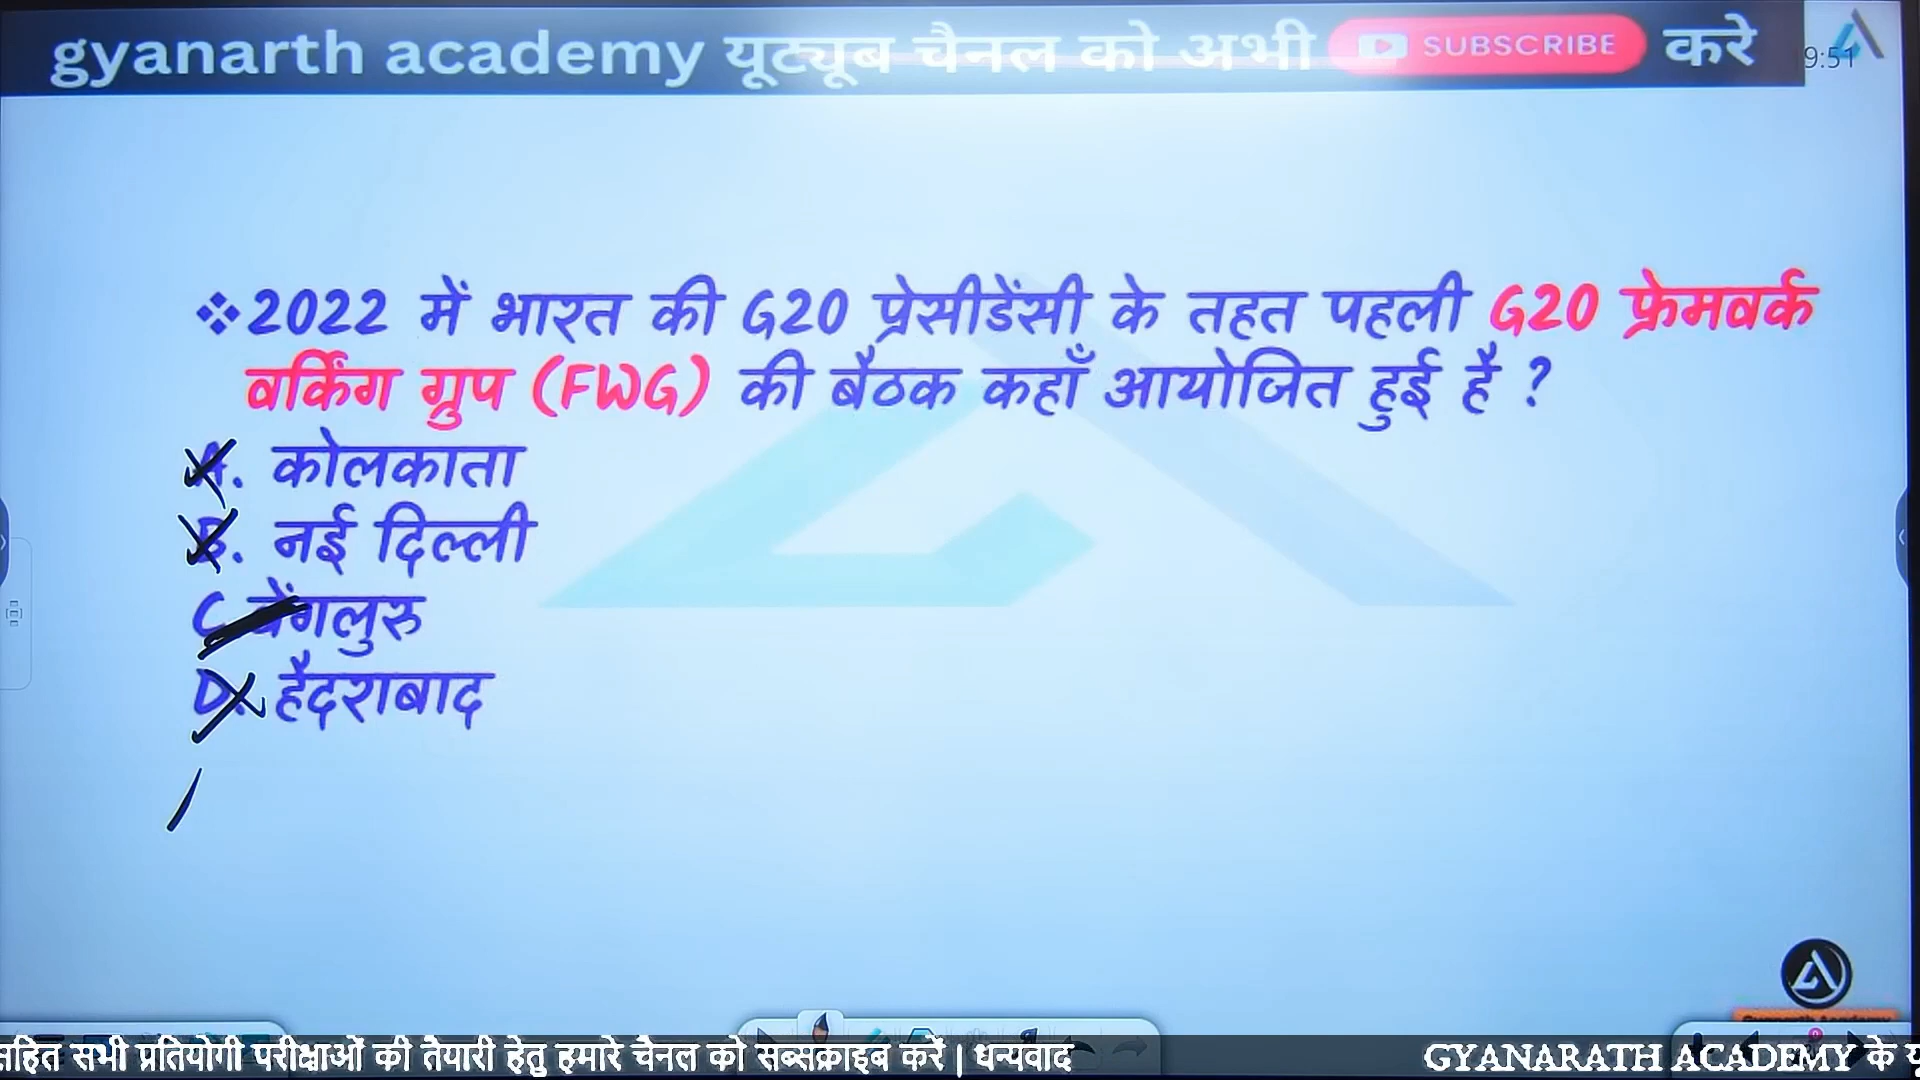 gyanarth academy यूट्यूब चैनल को अभी SUBSCRIBE करे
9:51
❖2022 में भारत की G20 प्रेसीडेंसी के तहत पहली G20 फ्रेमवर्क
वर्किंग ग्रुप (FWG) की बैठक कहाँ आयोजित हुई है ?
A. कोलकाता
B. नई दिल्ली
C. बेंगलुरु
D. हैदराबाद
सहित सभी प्रतियोगी परीक्षाओं की तैयारी हेतु हमारे चैनल को सब्सक्राइब करें | धन्यवाद
GYANARATH ACADEMY के